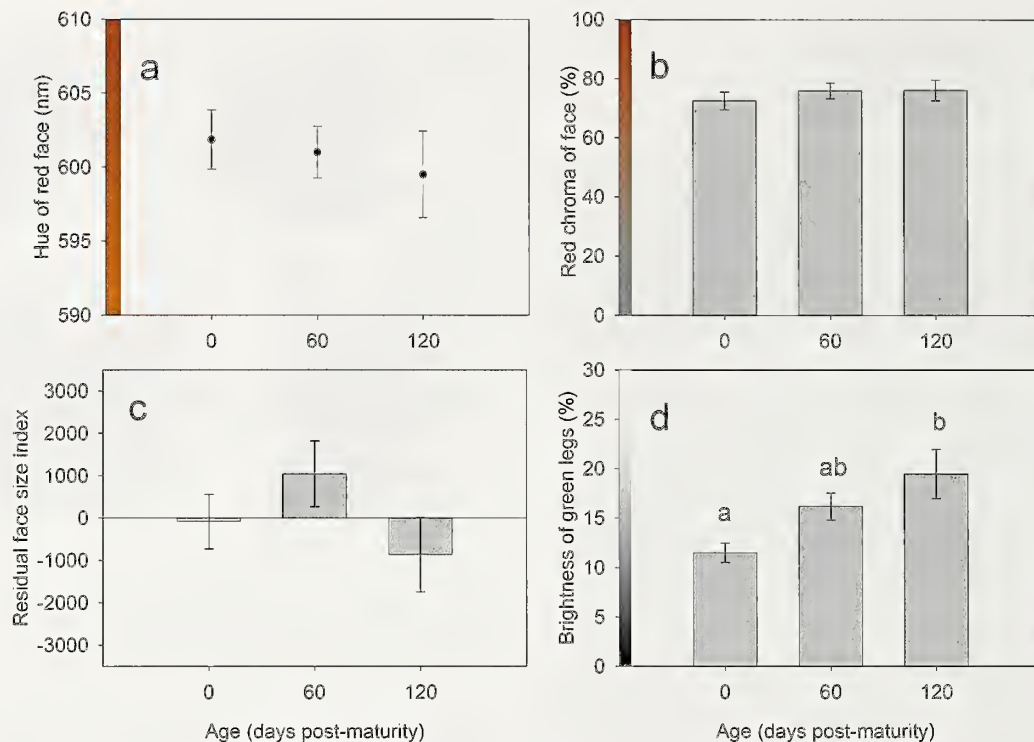 a
Hue of red face (nm)
610
605
600
595
590
0 60 120
b
Red chroma of face (%)
100
80
60
40
20
0
0 60 120
c
Residual face size index
3000
2000
1000
0
-1000
-2000
-3000
0 60 120
Age (days post-maturity)
d
Brightness of green legs (%)
30
25
20
15
10
5
0
a
ab
b
0 60 120
Age (days post-maturity)